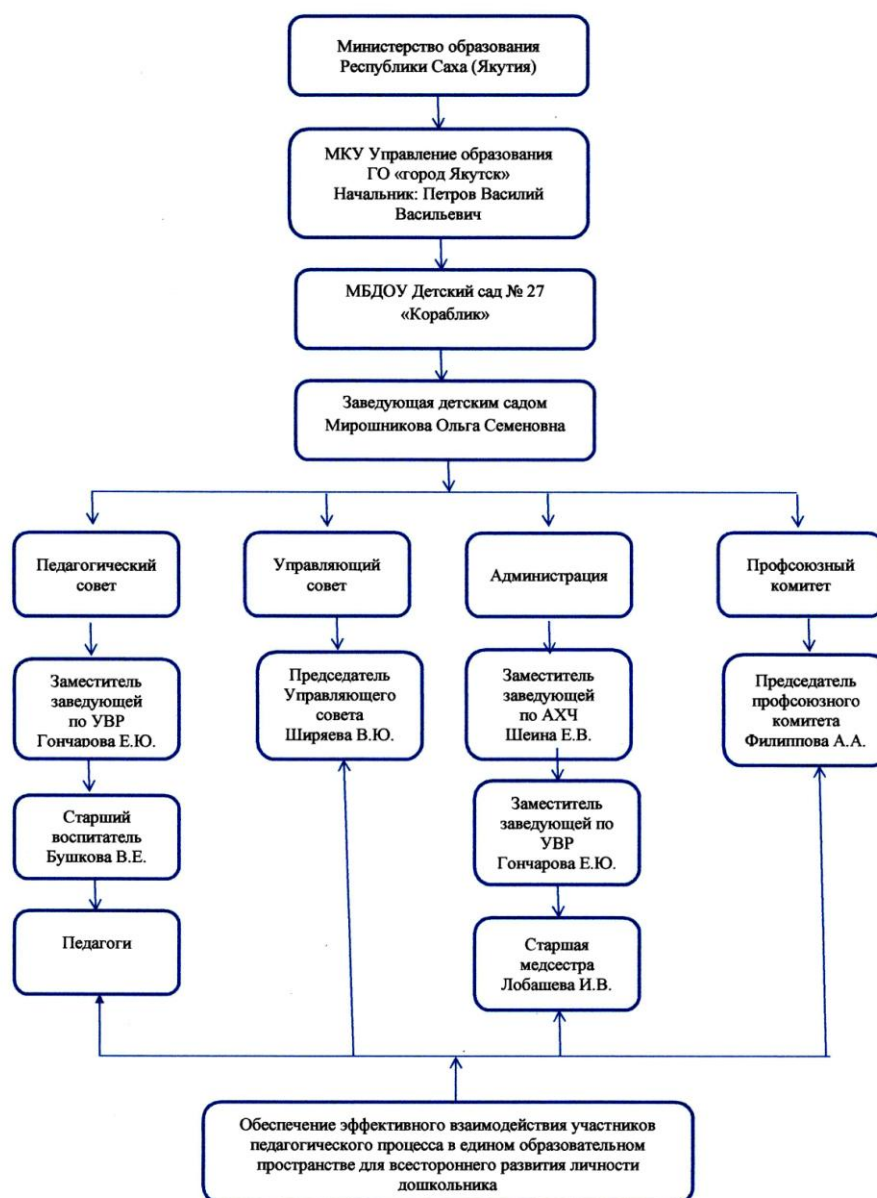 Министерство образования
Республики Саха (Якутия)
МКУ Управление образования
ГО «город Якутск»
Начальник: Петров Василий
Васильевич
МБДОУ Детский сад № 27
«Кораблик»
Заведующая детским садом
Мирошникова Ольга Семеновна
Педагогический
совет
Управляющий
совет
Администрация
Профсоюзный
комитет
Заместитель
заведующей
по УВР
Гончарова Е.Ю.
Председатель
Управляющего
совета
Ширяева В.Ю.
Заместитель
заведующей
по АХЧ
Шеина Е.В.
Председатель
профсоюзного
комитета
Филиппова А.А.
Старший
воспитатель
Бушкова В.Е.
Заместитель
заведующей по
УВР
Гончарова Е.Ю.
Педагоги
Старшая
медсестра
Лобашева И.В.
Обеспечение эффективного взаимодействия участников
педагогического процесса в едином образовательном
пространстве для всестороннего развития личности
дошкольника